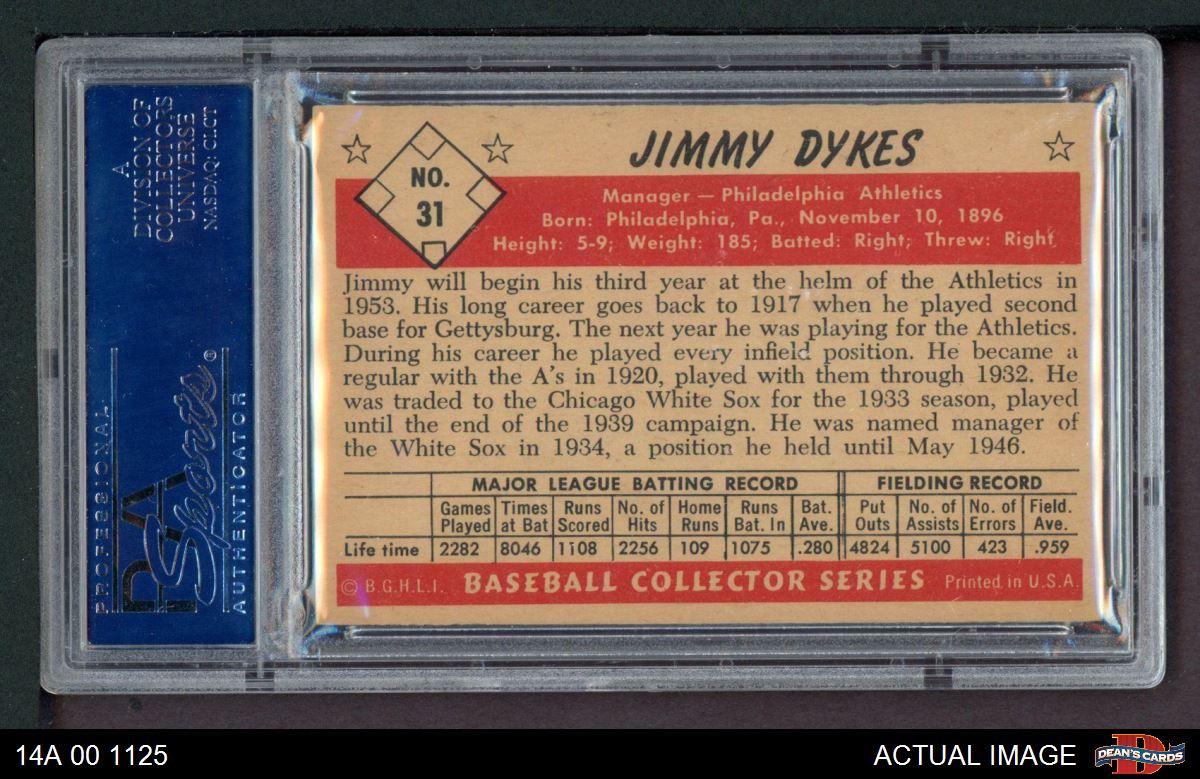 A
DIVISION OF
COLLECTORS
UNIVERSE
NASDAQ: CLCT
PROFESSIONAL
PSA
Sports®
AUTHENTICATOR
NO.
31
JIMMY DYKES
Manager — Philadelphia Athletics
Born: Philadelphia, Pa., November 10, 1896
Height: 5-9; Weight: 185; Batted: Right; Threw: Right
Jimmy will begin his third year at the helm of the Athletics in
1953. His long career goes back to 1917 when he played second
base for Gettysburg. The next year he was playing for the Athletics.
During his career he played every infield position. He became a
regular with the A's in 1920, played with them through 1932. He
was traded to the Chicago White Sox for the 1933 season, played
until the end of the 1939 campaign. He was named manager of
the White Sox in 1934, a position he held until May 1946.
MAJOR LEAGUE BATTING RECORD FIELDING RECORD
Games Times Runs No. of Home Runs Bat. Put No. of No. of Field.
Played at Bat Scored Hits Runs Bat. In Ave. Outs Assists Errors Ave.
Life time 2282 8046 1108 2256 109 1075 .280 4824 5100 423 .959
© B.G.H.L.I. BASEBALL COLLECTOR SERIES Printed in U.S.A.
14A 00 1125
ACTUAL IMAGE
D
DEAN'S CARDS